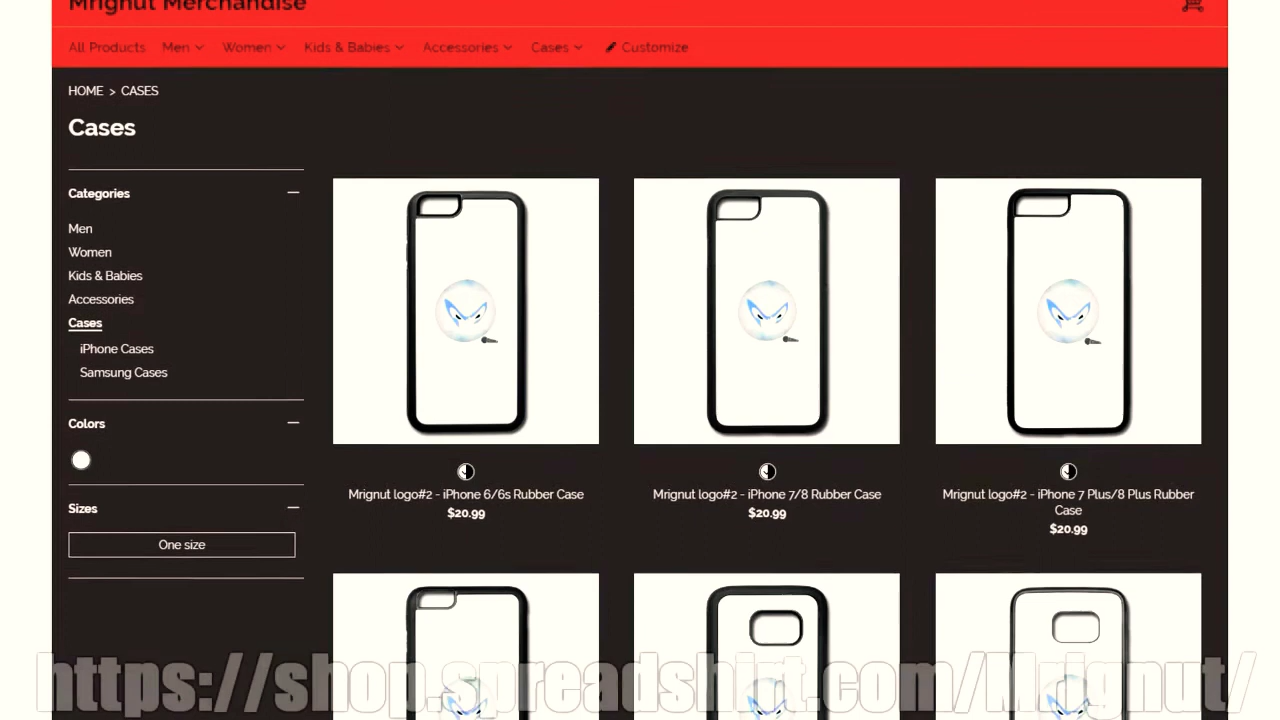 Mrignut Merchandise
All Products Men Women Kids & Babies Accessories Cases Customize
HOME > CASES
Cases
Categories
Men
Women
Kids & Babies
Accessories
Cases
iPhone Cases
Samsung Cases
Colors
Sizes
One size
Mrignut logo#2 - iPhone 6/6s Rubber Case
$20.99
Mrignut logo#2 - iPhone 7/8 Rubber Case
$20.99
Mrignut logo#2 - iPhone 7 Plus/8 Plus Rubber
Case
$20.99
https://shop.spreadshirt.com/Mrignut/